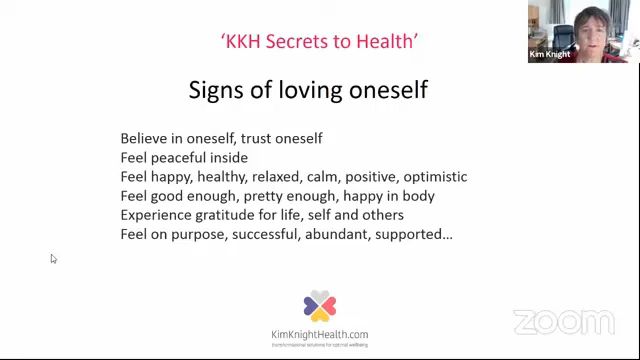 'KKH Secrets to Health'
Kim Knight
Signs of loving oneself
Believe in oneself, trust oneself
Feel peaceful inside
Feel happy, healthy, relaxed, calm, positive, optimistic
Feel good enough, pretty enough, happy in body
Experience gratitude for life, self and others
Feel on purpose, successful, abundant, supported...
KimKnightHealth.com
transformational solutions for optimal wellbeing
zoom